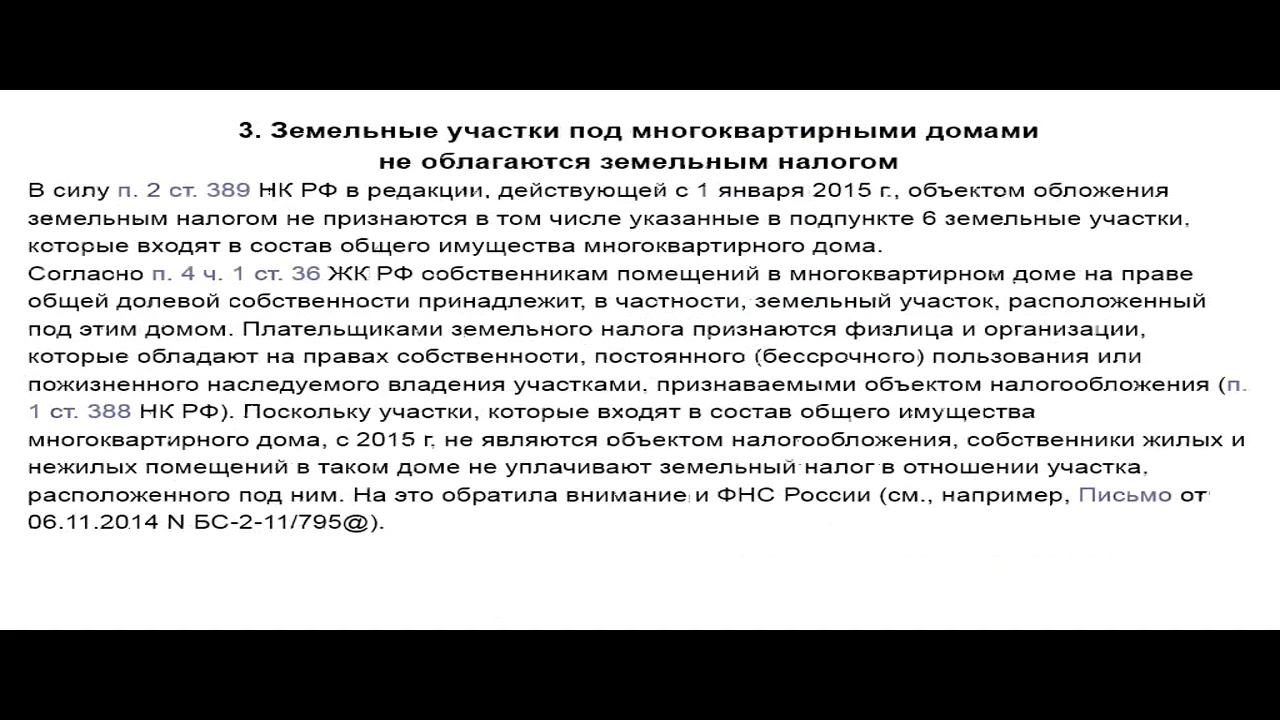 3. Земельные участки под многоквартирными домами
не облагаются земельным налогом
В силу п. 2 ст. 389 НК РФ в редакции, действующей с 1 января 2015 г., объектом обложения
земельным налогом не признаются в том числе указанные в подпункте 6 земельные участки,
которые входят в состав общего имущества многоквартирного дома.
Согласно п. 4 ч. 1 ст. 36 ЖК РФ собственникам помещений в многоквартирном доме на праве
общей долевой собственности принадлежит, в частности, земельный участок, расположенный
под этим домом. Плательщиками земельного налога признаются физлица и организации,
которые обладают на правах собственности, постоянного (бессрочного) пользования или
пожизненного наследуемого владения участками, признаваемыми объектом налогообложения (п.
1 ст. 388 НК РФ). Поскольку участки, которые входят в состав общего имущества
многоквартирного дома, с 2015 г. не являются объектом налогообложения, собственники жилых и
нежилых помещений в таком доме не уплачивают земельный налог в отношении участка,
расположенного под ним. На это обратила внимание и ФНС России (см., например, Письмо от
06.11.2014 N БС-2-11/795@).